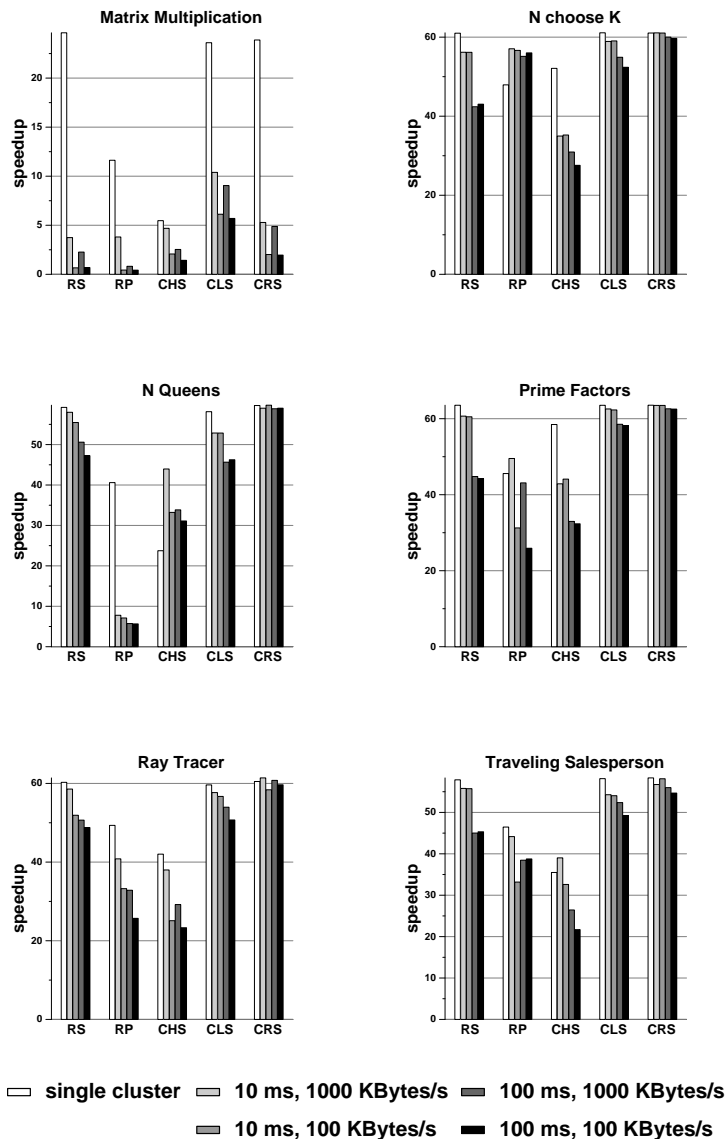 Matrix Multiplication
speedup
20
15
10
5
0
RS RP CHS CLS CRS
N choose K
speedup
60
40
20
0
RS RP CHS CLS CRS
N Queens
speedup
50
40
30
20
10
0
RS RP CHS CLS CRS
Prime Factors
speedup
60
40
20
0
RS RP CHS CLS CRS
Ray Tracer
speedup
60
40
20
0
RS RP CHS CLS CRS
Traveling Salesperson
speedup
50
40
30
20
10
0
RS RP CHS CLS CRS
single cluster 10 ms, 1000 KBytes/s 100 ms, 1000 KBytes/s
10 ms, 100 KBytes/s 100 ms, 100 KBytes/s